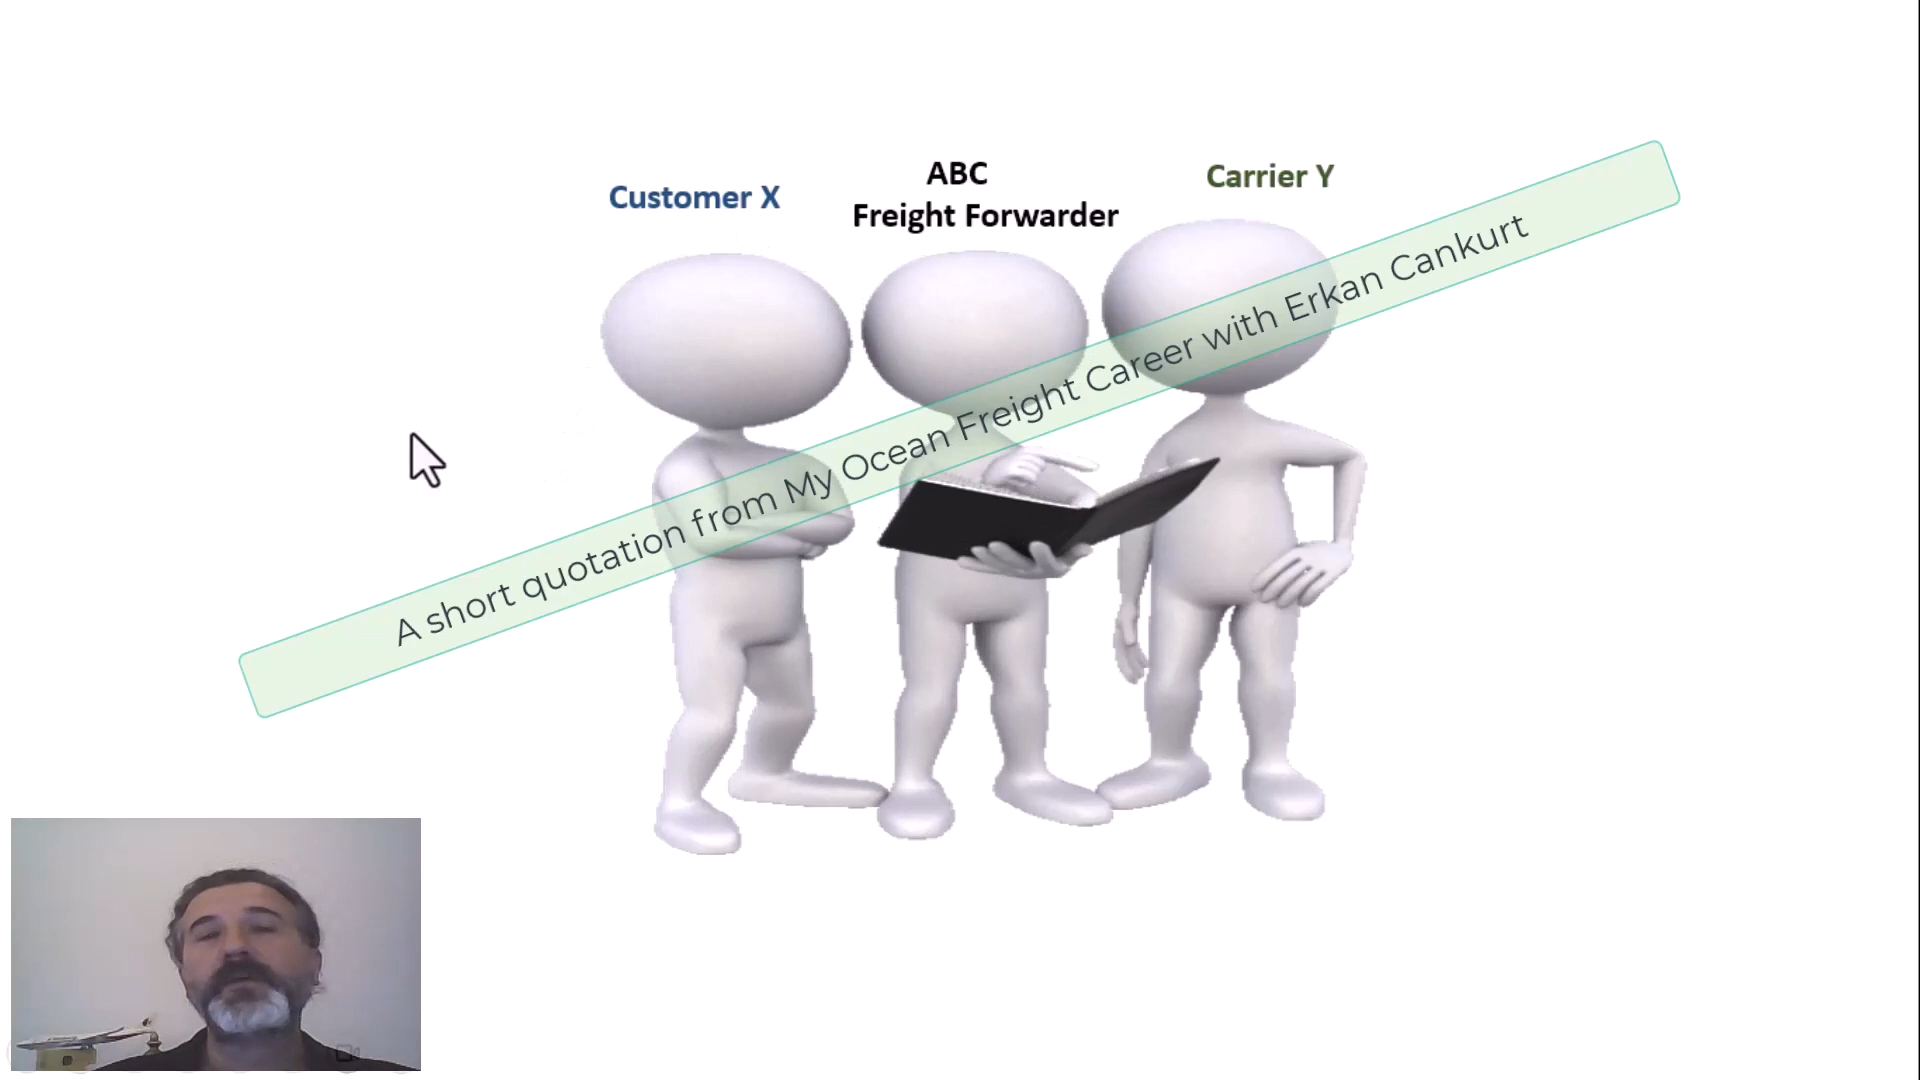 Customer X
ABC
Freight Forwarder
Carrier Y
A short quotation from My Ocean Freight Career with Erkan Cankurt